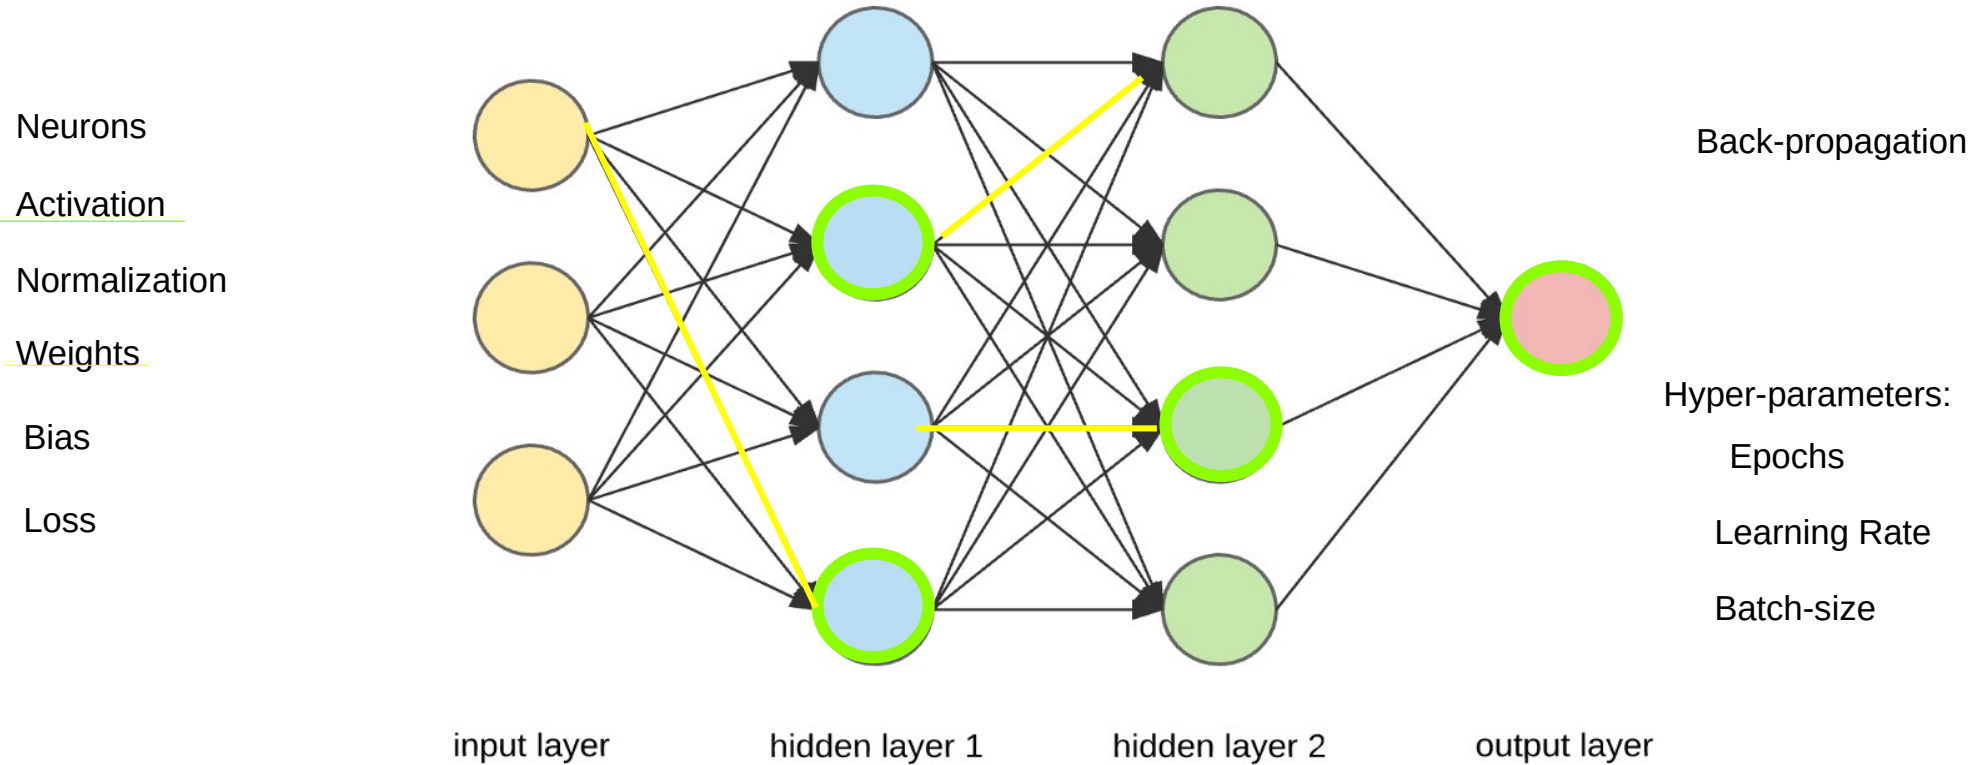 Neurons
Activation
Normalization
Weights
Bias
Loss
Back-propagation
Hyper-parameters:
Epochs
Learning Rate
Batch-size
input layer
hidden layer 1
hidden layer 2
output layer